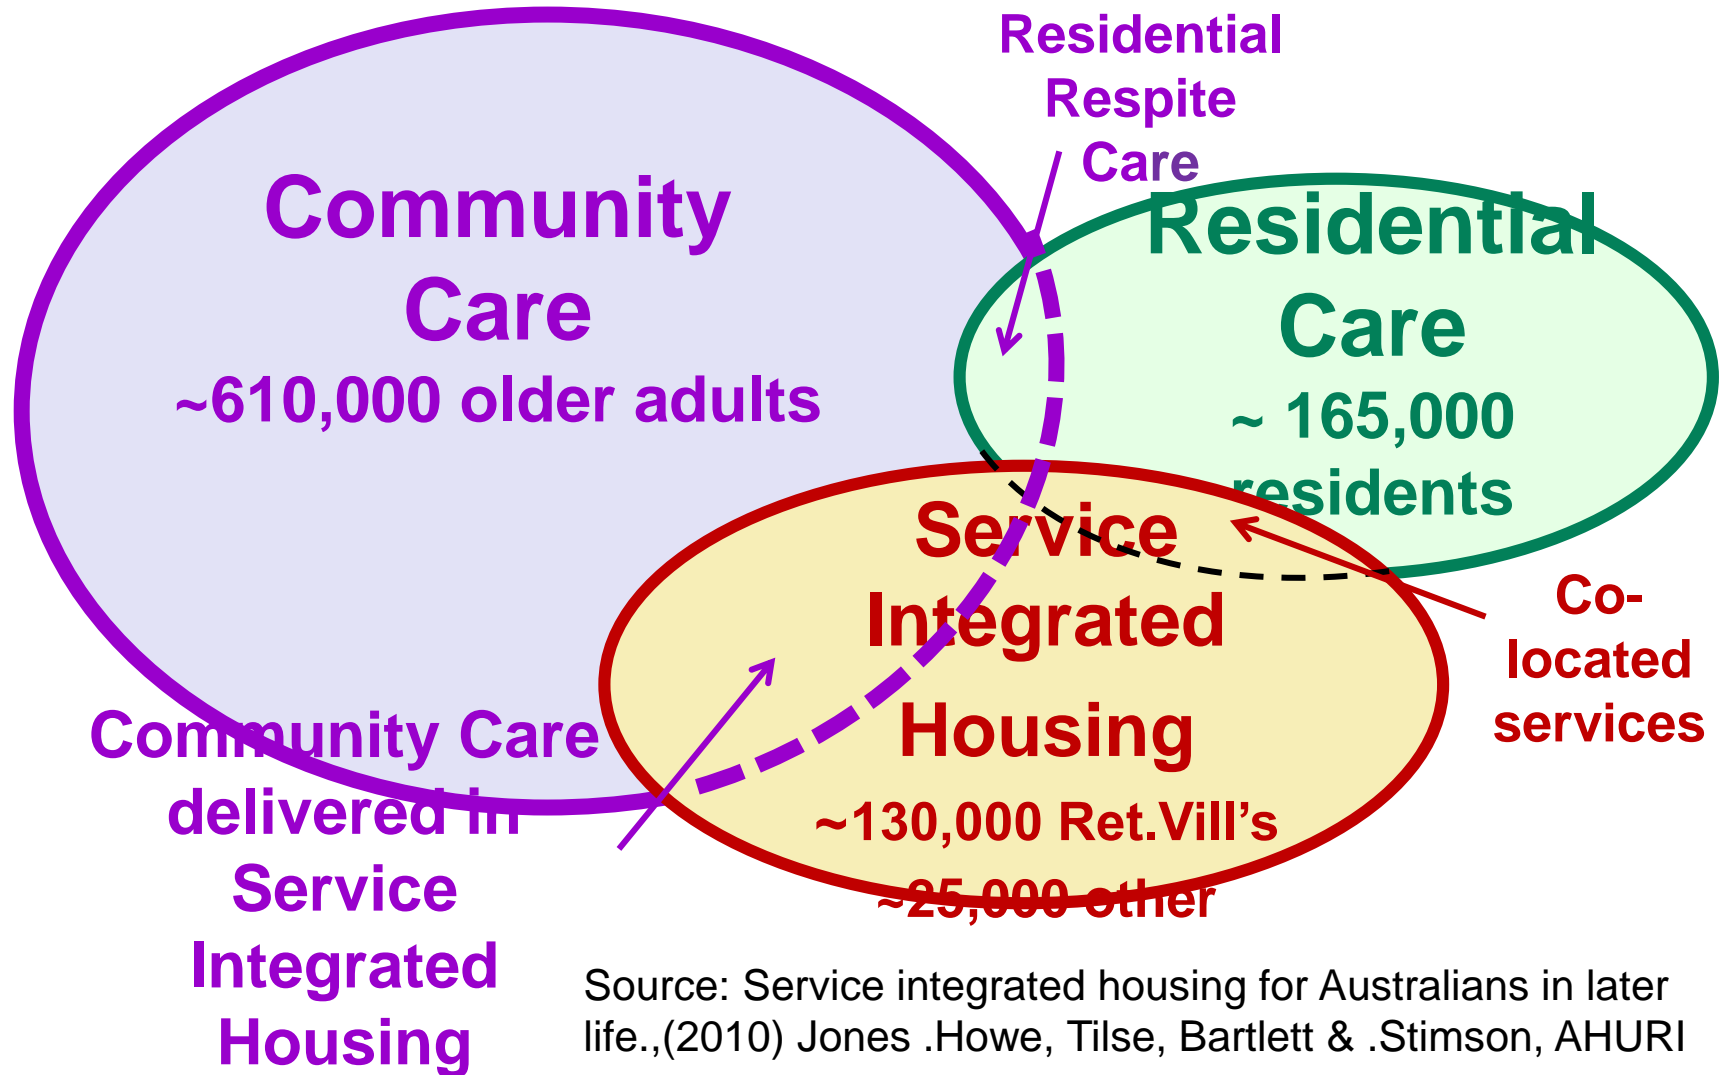 Residential
Respite
Care
Community
Care
~610,000 older adults
Residential
Care
~ 165,000
residents
Service
Integrated
Housing
~130,000 Ret.Vill's
~25,000 other
Co-
located
services
Community Care
delivered in
Service
Integrated
Housing
Source: Service integrated housing for Australians in later
life.,(2010) Jones .Howe, Tilse, Bartlett & .Stimson, AHURI